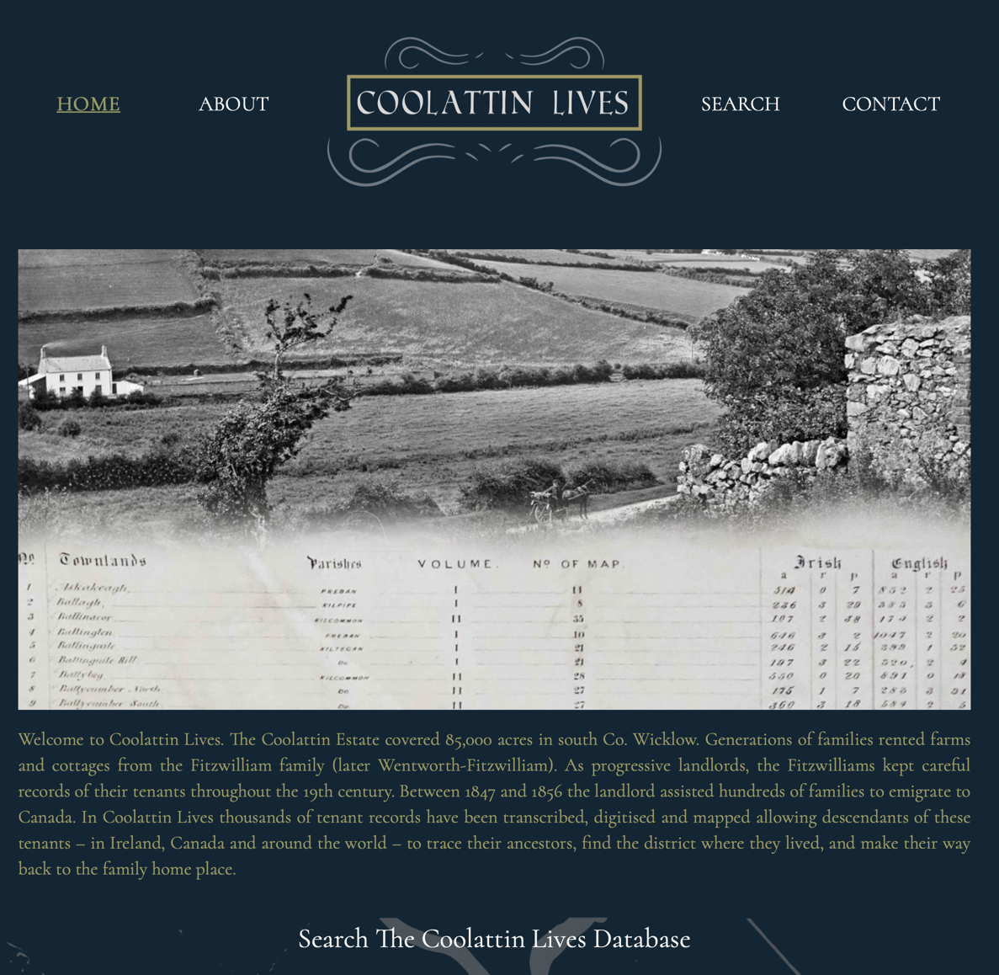 HOME
ABOUT
COOLATTIN LIVES
SEARCH
CONTACT
No. Townlands Parishes VOLUME. No OF MAP. Irish English
a r p a r p
1 Askakeagh, PREBAN I 11 514 0 7 832 2 25
2 Ballagh, KILPIPE I 8 236 3 29 383 3 6
3 Ballinacor KILCOMMON II 35 107 2 38 174 2 2
4 Ballinglen PREBAN I 10 646 3 2 1047 2 20
5 Ballinguile KILTEGAN I 21 246 2 15 399 1 32
6 Ballinguile Hill Do I 21 197 3 22 320. 2 4
7 Ballybeg KILCOMMON II 28 550 0 20 891 0 18
8 Ballycumber North Do II 27 175 1 7 283 3 31
9 Ballycumber South Do II 27 360 3 18 584 2 5
Welcome to Coolattin Lives. The Coolattin Estate covered 85,000 acres in south Co. Wicklow. Generations of families rented farms
and cottages from the Fitzwilliam family (later Wentworth-Fitzwilliam). As progressive landlords, the Fitzwilliams kept careful
records of their tenants throughout the 19th century. Between 1847 and 1856 the landlord assisted hundreds of families to emigrate to
Canada. In Coolattin Lives thousands of tenant records have been transcribed, digitised and mapped allowing descendants of these
tenants – in Ireland, Canada and around the world – to trace their ancestors, find the district where they lived, and make their way
back to the family home place.
Search The Coolattin Lives Database